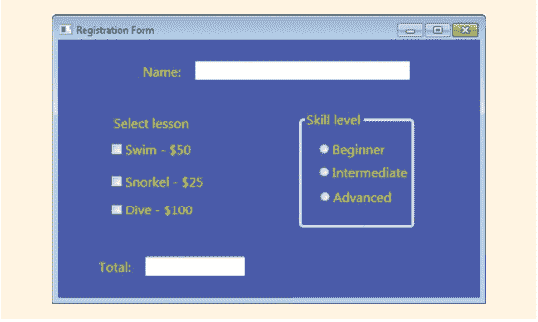 Registration Form
Name:
Select lesson
Swim - $50
Snorkel - $25
Dive - $100
Skill level
Beginner
Intermediate
Advanced
Total: